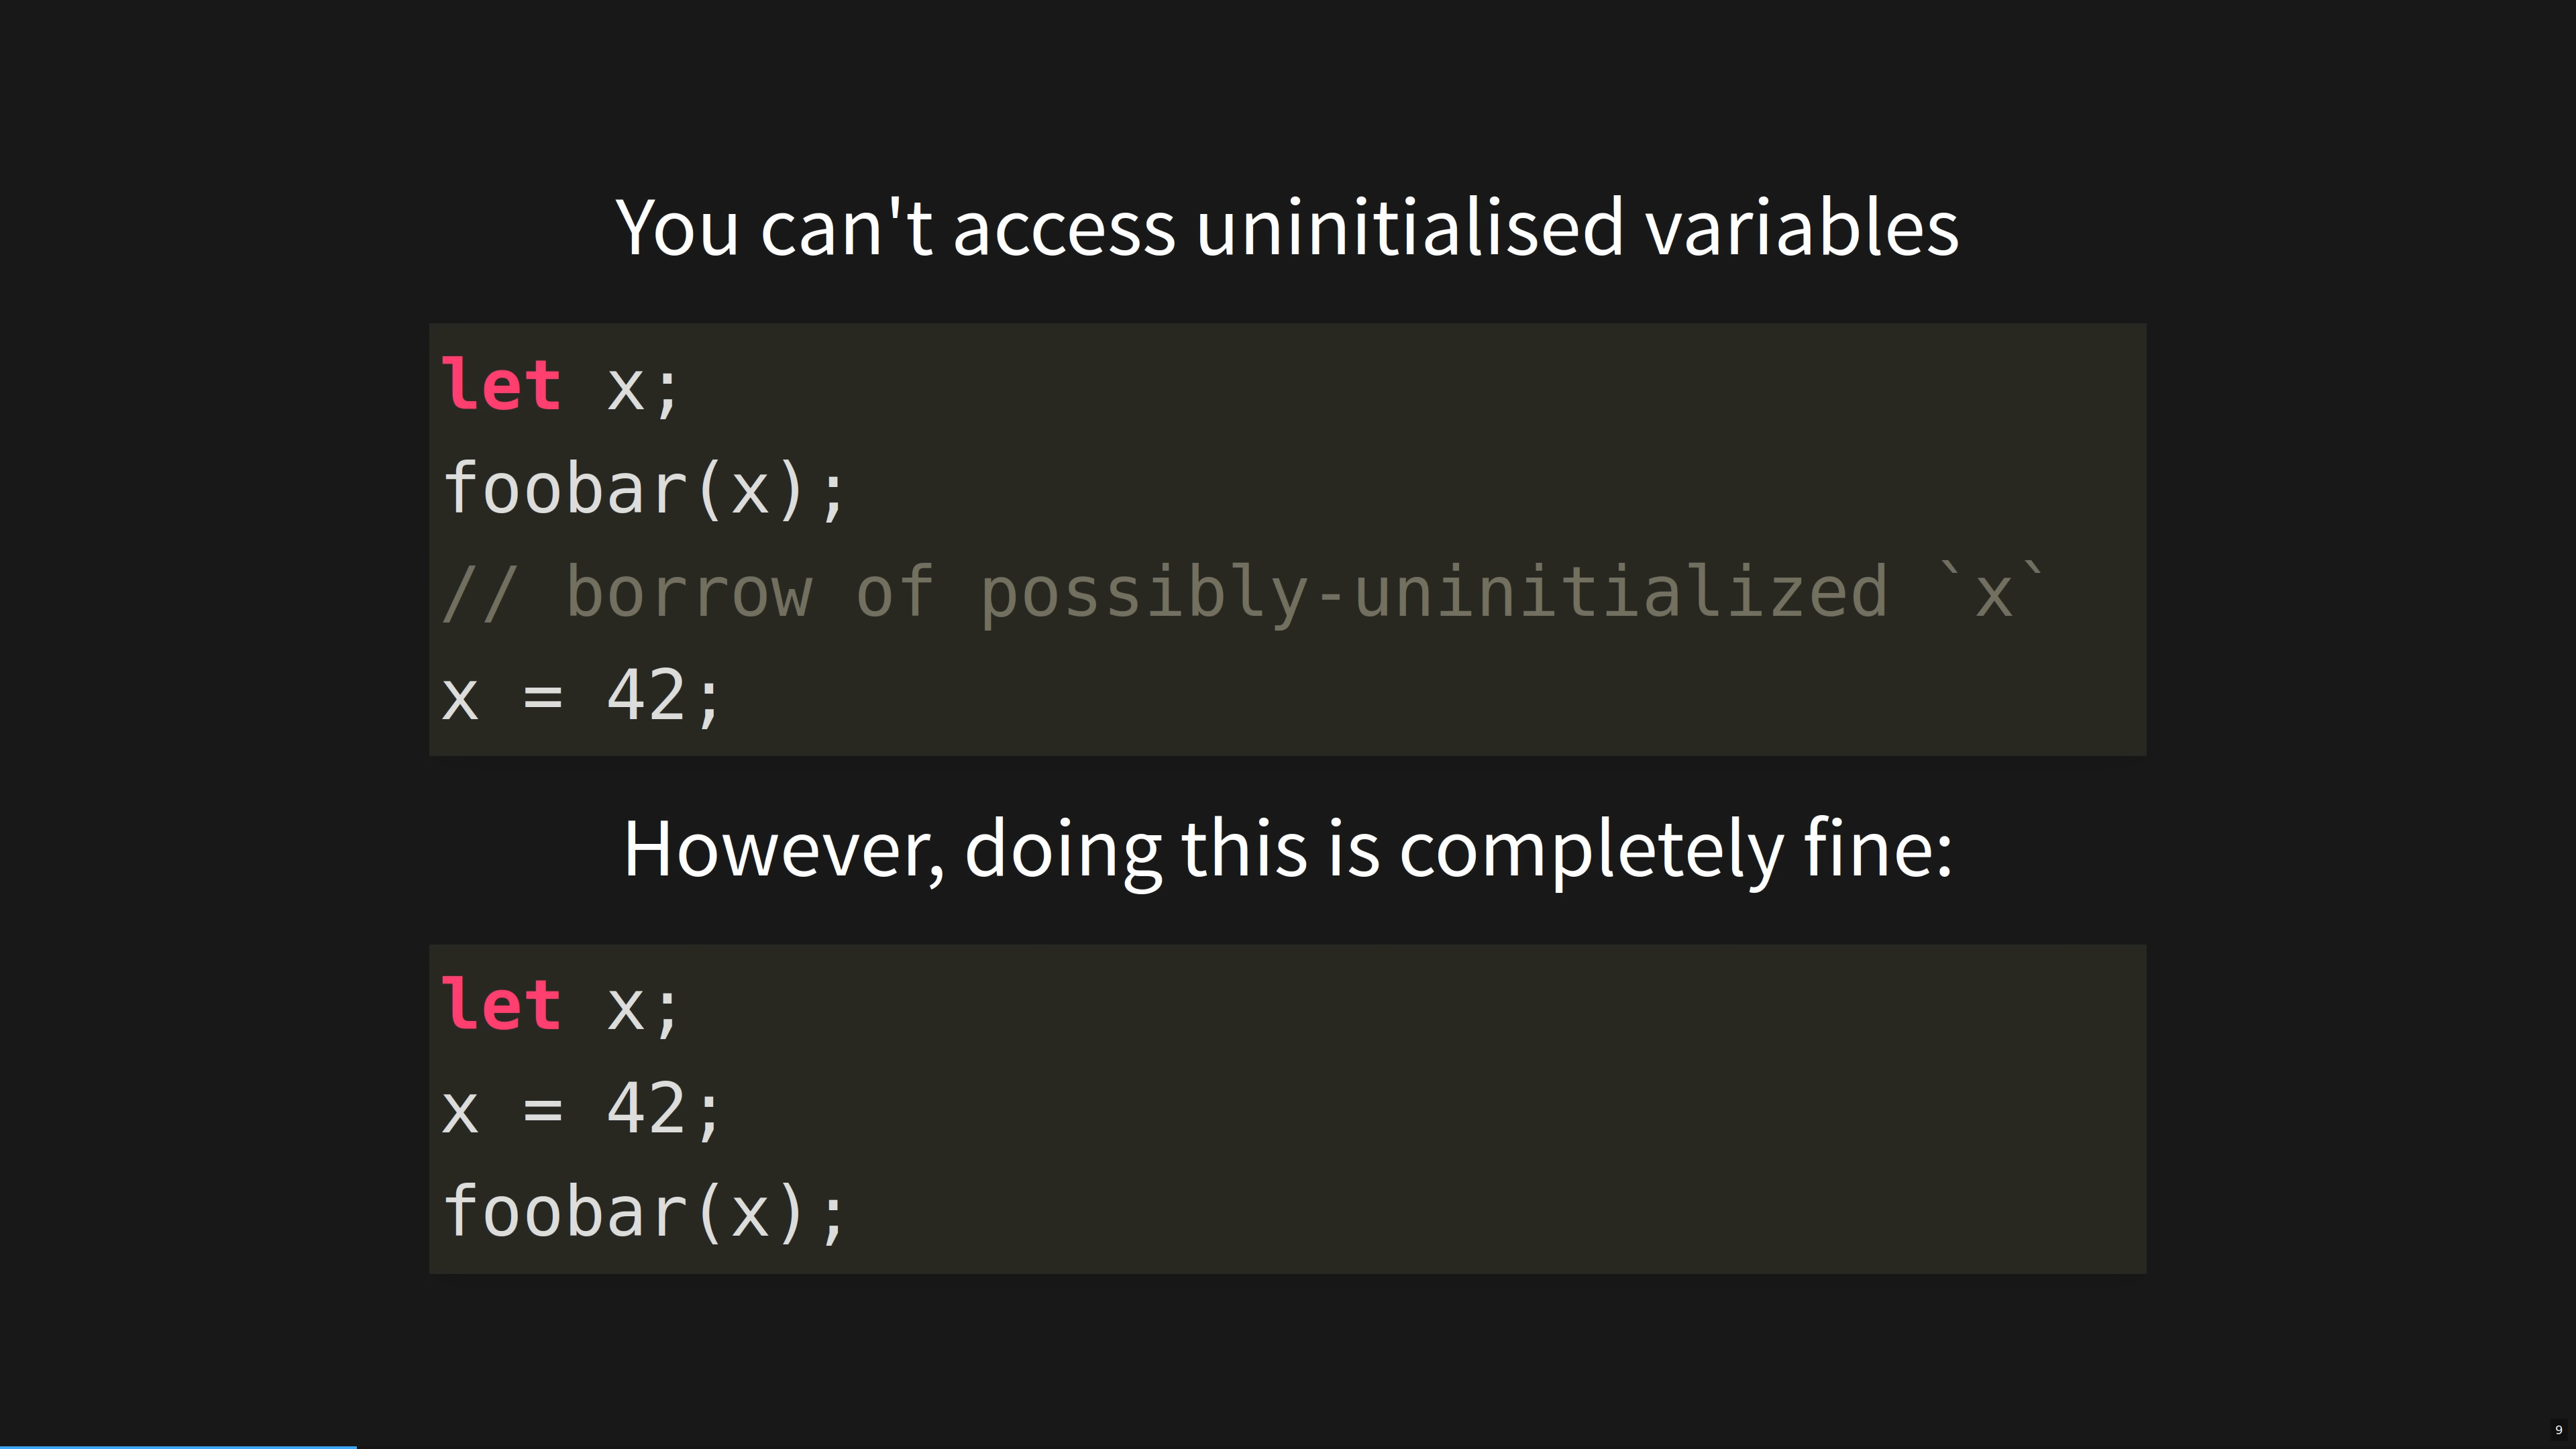 You can't access uninitialised variables
let x;
foobar(x);
// borrow of possibly-uninitialized `x`
x = 42;
However, doing this is completely fine:
let x;
x = 42;
foobar(x);
9